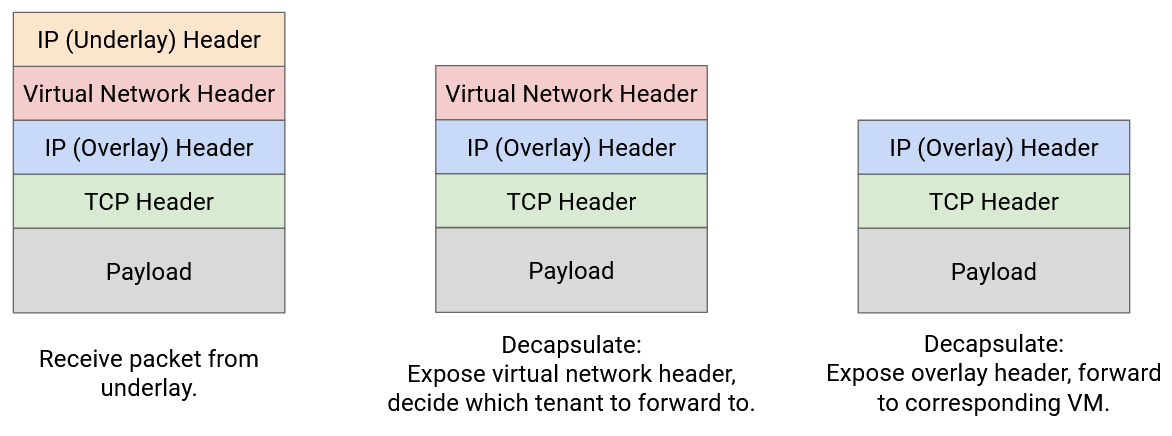 IP (Underlay) Header
Virtual Network Header
IP (Overlay) Header
TCP Header
Payload
Receive packet from
underlay.
Virtual Network Header
IP (Overlay) Header
TCP Header
Payload
Decapsulate:
Expose virtual network header,
decide which tenant to forward to.
IP (Overlay) Header
TCP Header
Payload
Decapsulate:
Expose overlay header, forward
to corresponding VM.